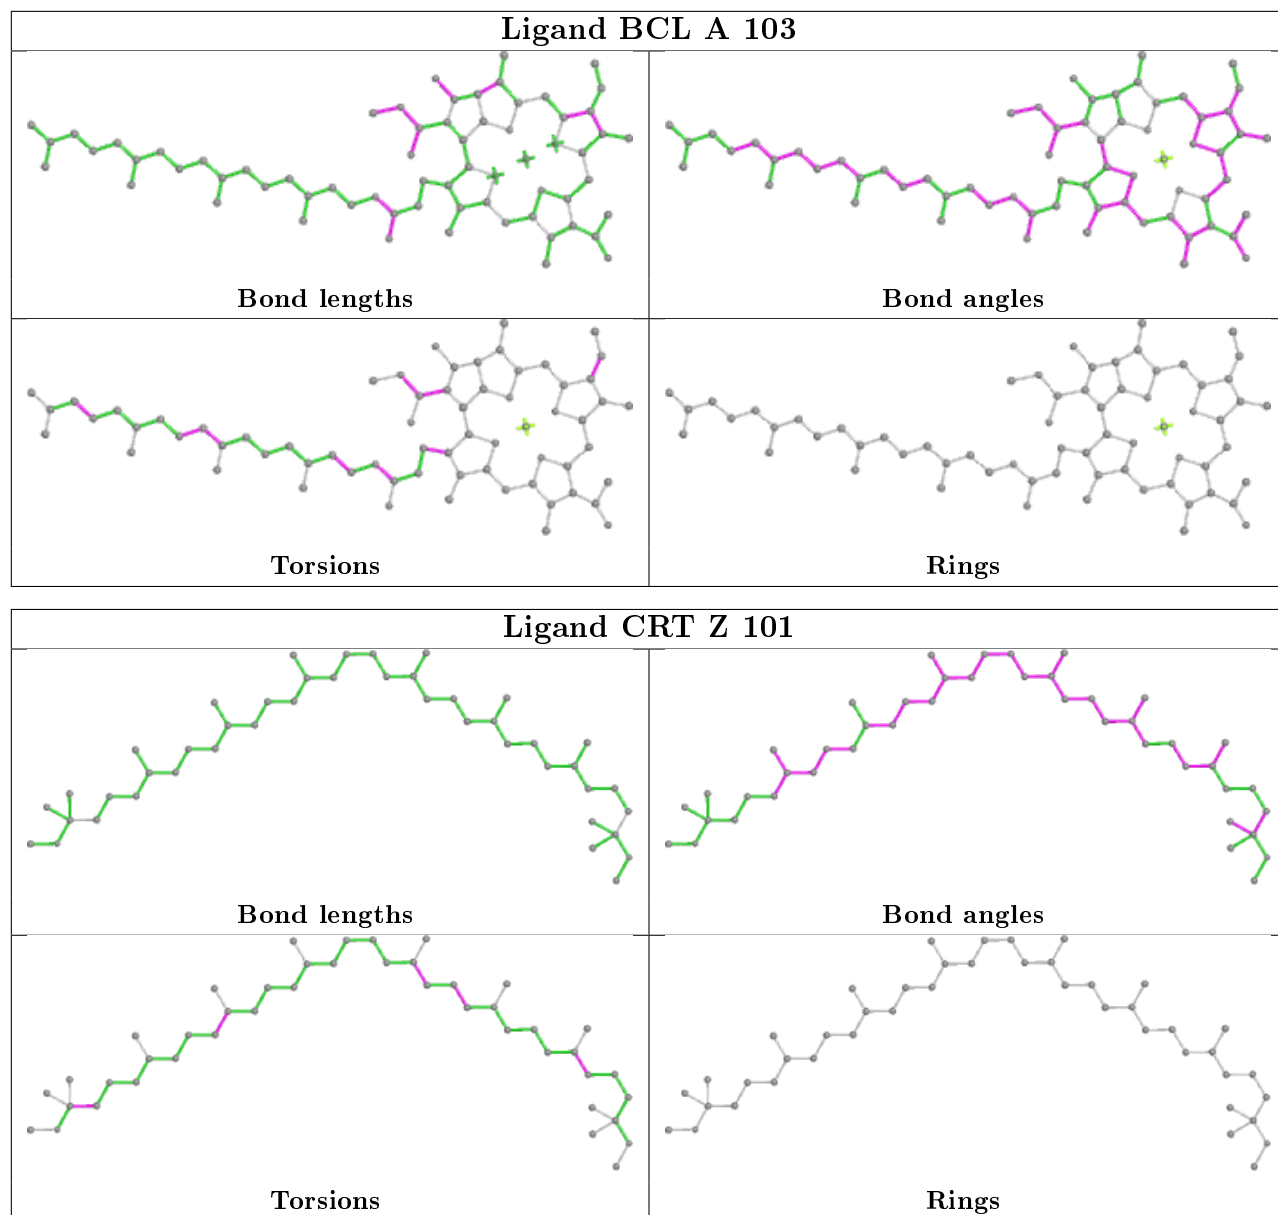 Ligand BCL A 103
Bond lengths
Bond angles
Torsions
Rings
Ligand CRT Z 101
Bond lengths
Bond angles
Torsions
Rings